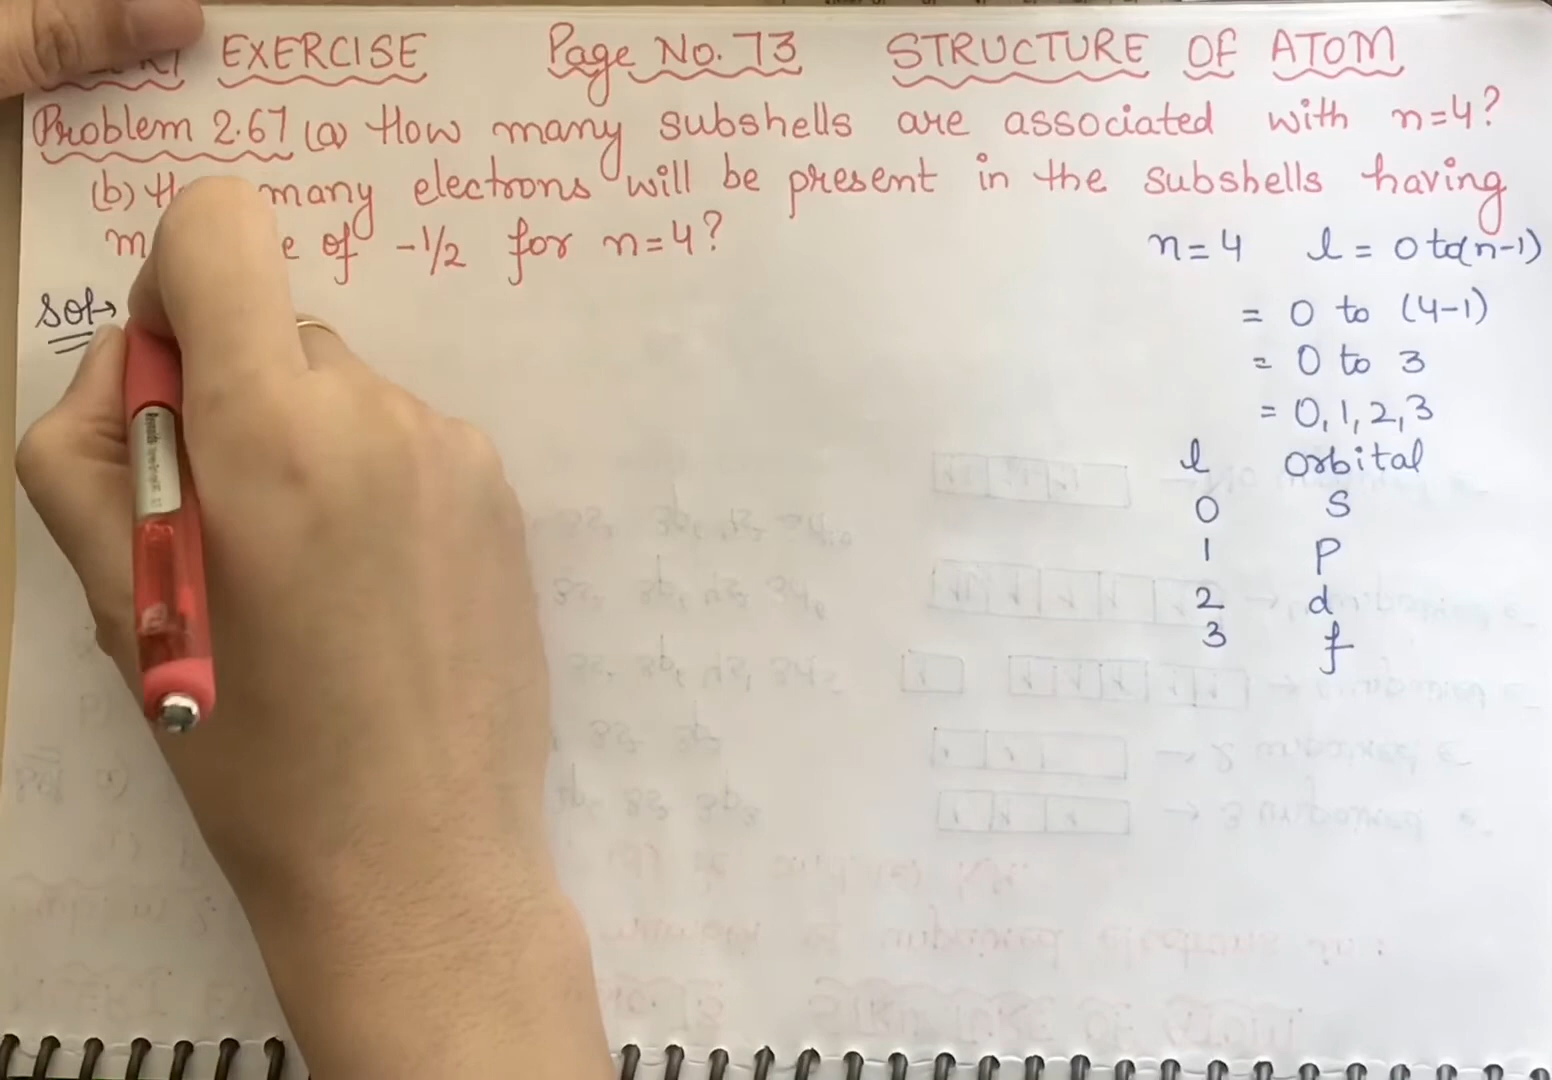 EXERCISE Page No. 73 STRUCTURE OF ATOM
Problem 2.67 (a) How many subshells are associated with n=4?
(b) many electrons will be present in the subshells having
of -1/2 for n=4?
Sol→
n=4 l = 0 to(n-1)
= 0 to (4-1)
= 0 to 3
= 0, 1, 2, 3
l orbital
0 s
1 p
2 d
3 f